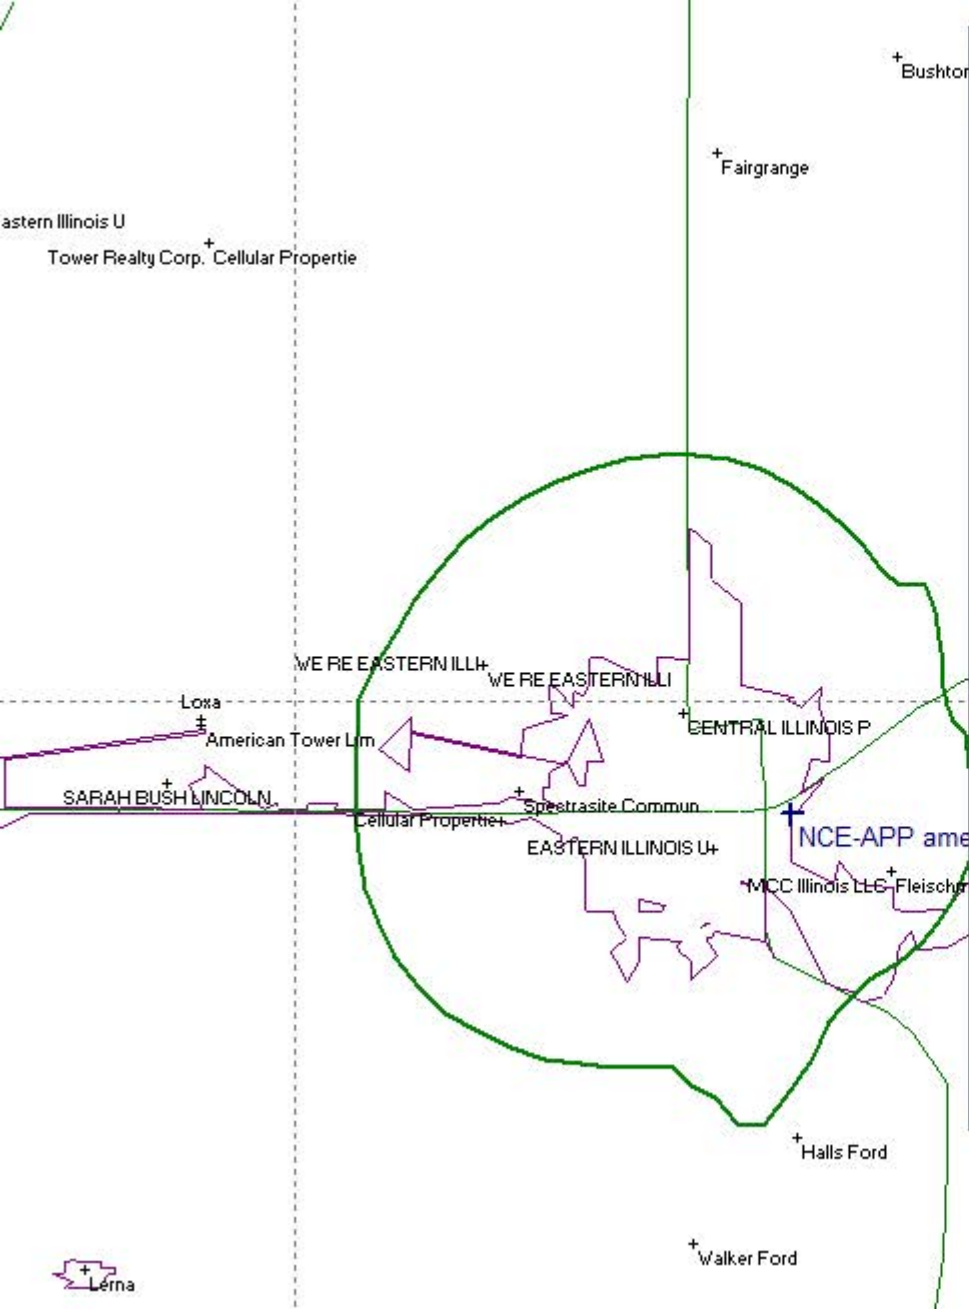 Bushton
Fairgrange
astern Illinois U
Tower Realty Corp. Cellular Propertie
WE RE EASTERN ILLI
WE RE EASTERN ILLI
Loxa
CENTRAL ILLINOIS P
American Tower Lim
SARAH BUSH LINCOLN
Spectrasite Commun
Cellular Propertie
NCE-APP ame
EASTERN ILLINOIS U
MCC Illinois LLC Fleischm
Halls Ford
Walker Ford
Lerna